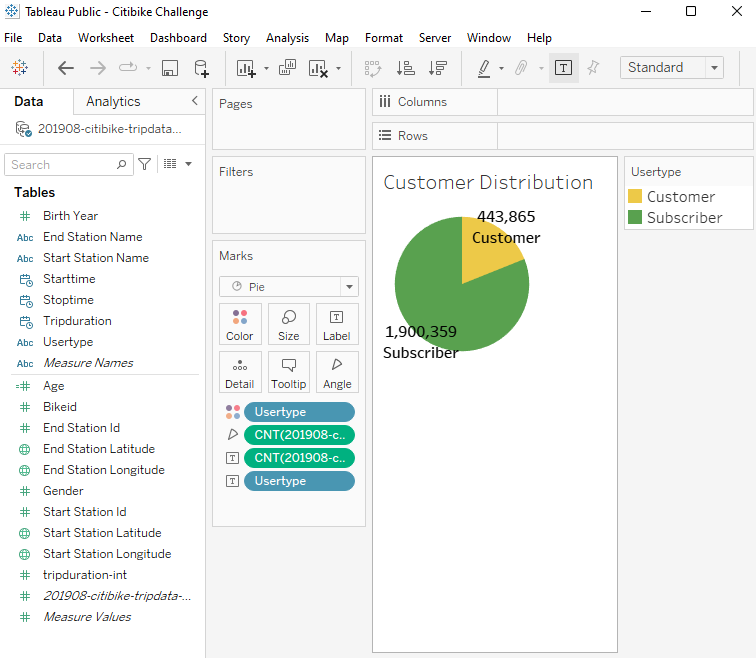 Tableau Public - Citibike Challenge
File Data Worksheet Dashboard Story Analysis Map Format Server Window Help
Standard
Data Analytics
201908-citibike-tripdata...
Search
Tables
Birth Year
Abc End Station Name
Abc Start Station Name
Starttime
Stoptime
Tripduration
Abc Usertype
Abc Measure Names
Age
Bikeid
End Station Id
End Station Latitude
End Station Longitude
Gender
Start Station Id
Start Station Latitude
Start Station Longitude
tripduration-int
201908-citibike-tripdata-...
Measure Values
Pages
Filters
Marks
Pie
Color Size Label
Detail Tooltip Angle
Usertype
CNT(201908-c..
CNT(201908-c..
Usertype
Columns
Rows
Customer Distribution
443,865
Customer
1,900,359
Subscriber
Usertype
Customer
Subscriber